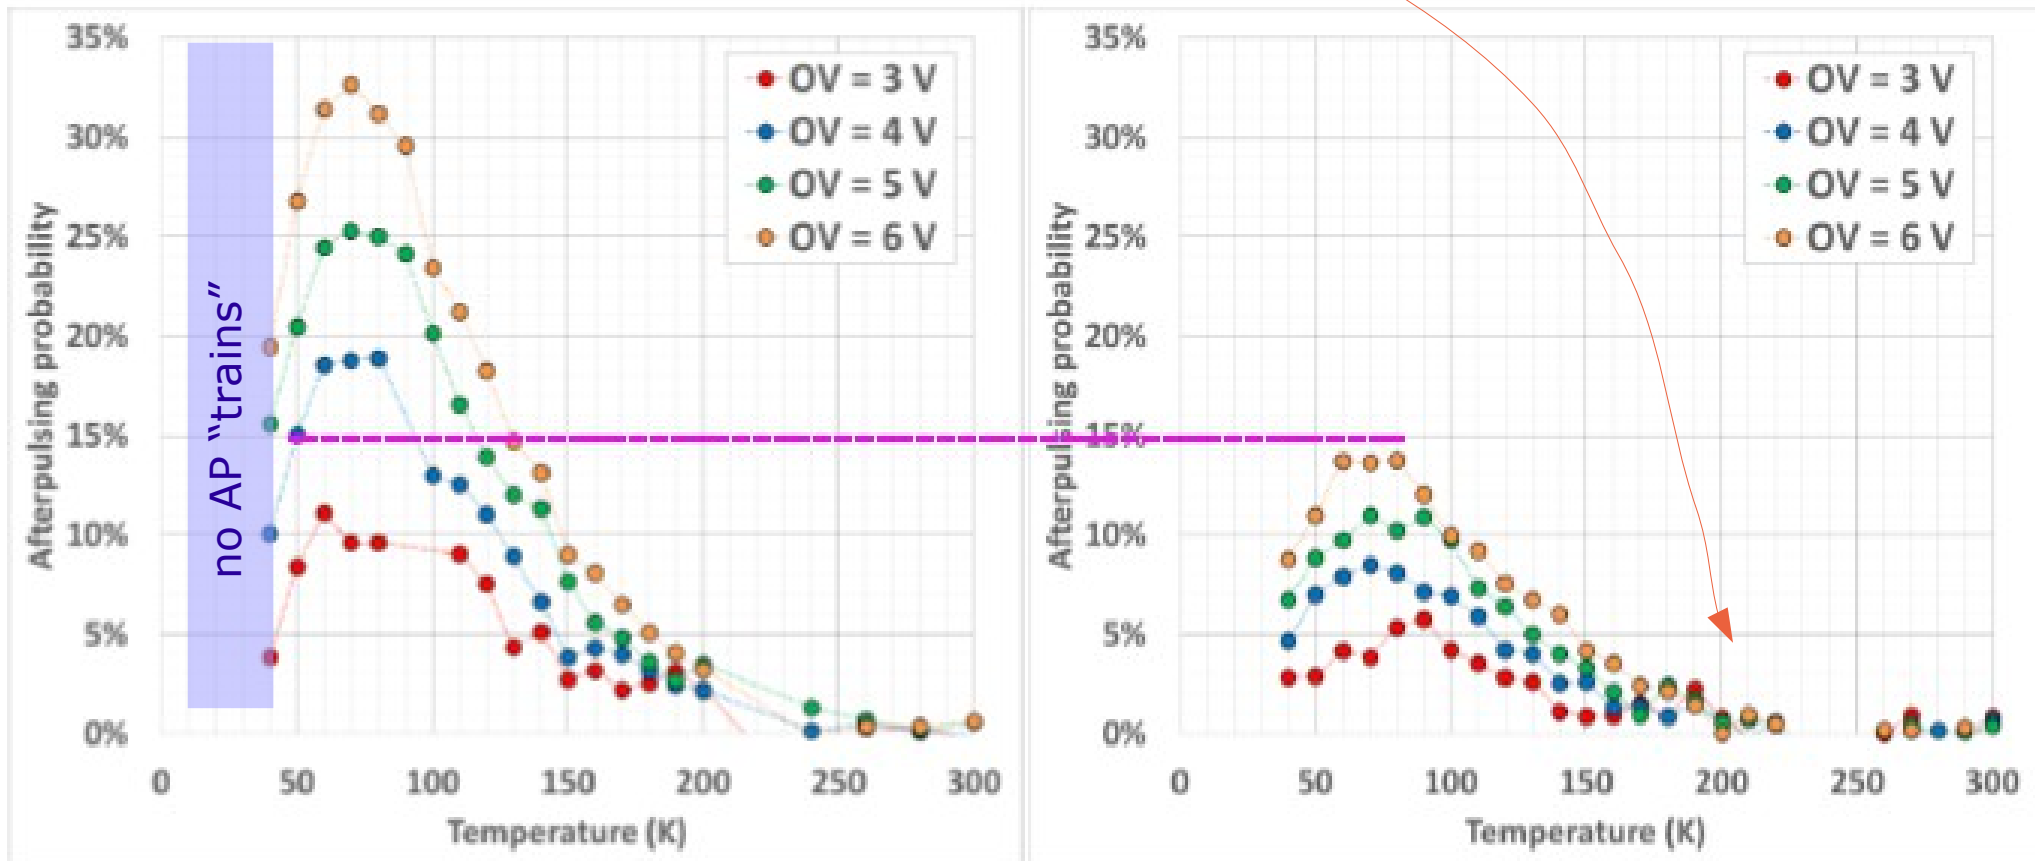 35%
30%
25%
20%
15%
10%
5%
0%
Afterpulsing probability
no AP “trains”
OV = 3 V
OV = 4 V
OV = 5 V
OV = 6 V
0 50 100 150 200 250 300
Temperature (K)
35%
30%
25%
20%
15%
10%
5%
0%
Afterpulsing probability
OV = 3 V
OV = 4 V
OV = 5 V
OV = 6 V
0 50 100 150 200 250 300
Temperature (K)